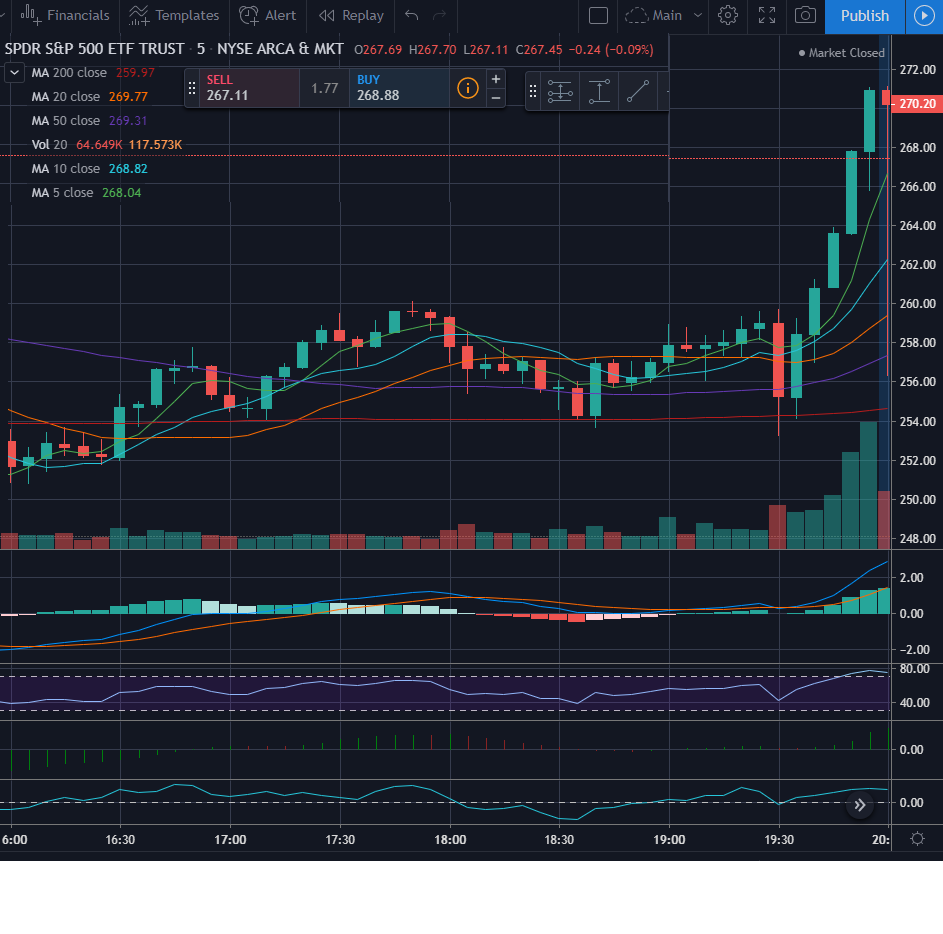 Financials Templates Alert Replay Main Publish
SPDR S&P 500 ETF TRUST · 5 · NYSE ARCA & MKT O267.69 H267.70 L267.11 C267.45 −0.24 (−0.09%)
Market Closed
MA 200 close 259.97
SELL
267.11
1.77
BUY
268.88
MA 20 close 269.77
MA 50 close 269.31
Vol 20 64.649K 117.573K
MA 10 close 268.82
MA 5 close 268.04
272.00
270.20
268.00
266.00
264.00
262.00
260.00
258.00
256.00
254.00
252.00
250.00
248.00
2.00
0.00
−2.00
80.00
40.00
0.00
0.00
6:00 16:30 17:00 17:30 18:00 18:30 19:00 19:30 20: